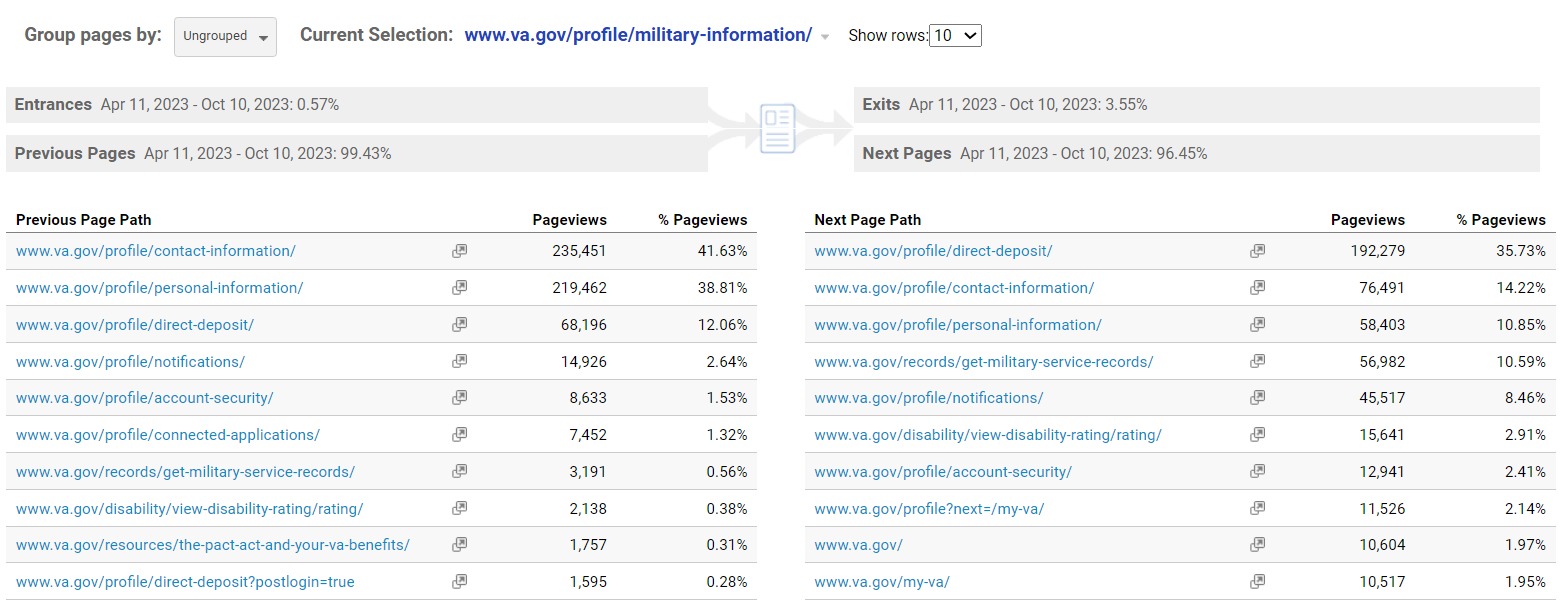 Group pages by: Ungrouped Current Selection: www.va.gov/profile/military-information/ Show rows: 10
Entrances Apr 11, 2023 - Oct 10, 2023: 0.57%
Previous Pages Apr 11, 2023 - Oct 10, 2023: 99.43%
Exits Apr 11, 2023 - Oct 10, 2023: 3.55%
Next Pages Apr 11, 2023 - Oct 10, 2023: 96.45%
Previous Page Path Pageviews % Pageviews
www.va.gov/profile/contact-information/ 235,451 41.63%
www.va.gov/profile/personal-information/ 219,462 38.81%
www.va.gov/profile/direct-deposit/ 68,196 12.06%
www.va.gov/profile/notifications/ 14,926 2.64%
www.va.gov/profile/account-security/ 8,633 1.53%
www.va.gov/profile/connected-applications/ 7,452 1.32%
www.va.gov/records/get-military-service-records/ 3,191 0.56%
www.va.gov/disability/view-disability-rating/rating/ 2,138 0.38%
www.va.gov/resources/the-pact-act-and-your-va-benefits/ 1,757 0.31%
www.va.gov/profile/direct-deposit?postlogin=true 1,595 0.28%
Next Page Path Pageviews % Pageviews
www.va.gov/profile/direct-deposit/ 192,279 35.73%
www.va.gov/profile/contact-information/ 76,491 14.22%
www.va.gov/profile/personal-information/ 58,403 10.85%
www.va.gov/records/get-military-service-records/ 56,982 10.59%
www.va.gov/profile/notifications/ 45,517 8.46%
www.va.gov/disability/view-disability-rating/rating/ 15,641 2.91%
www.va.gov/profile/account-security/ 12,941 2.41%
www.va.gov/profile?next=/my-va/ 11,526 2.14%
www.va.gov/ 10,604 1.97%
www.va.gov/my-va/ 10,517 1.95%